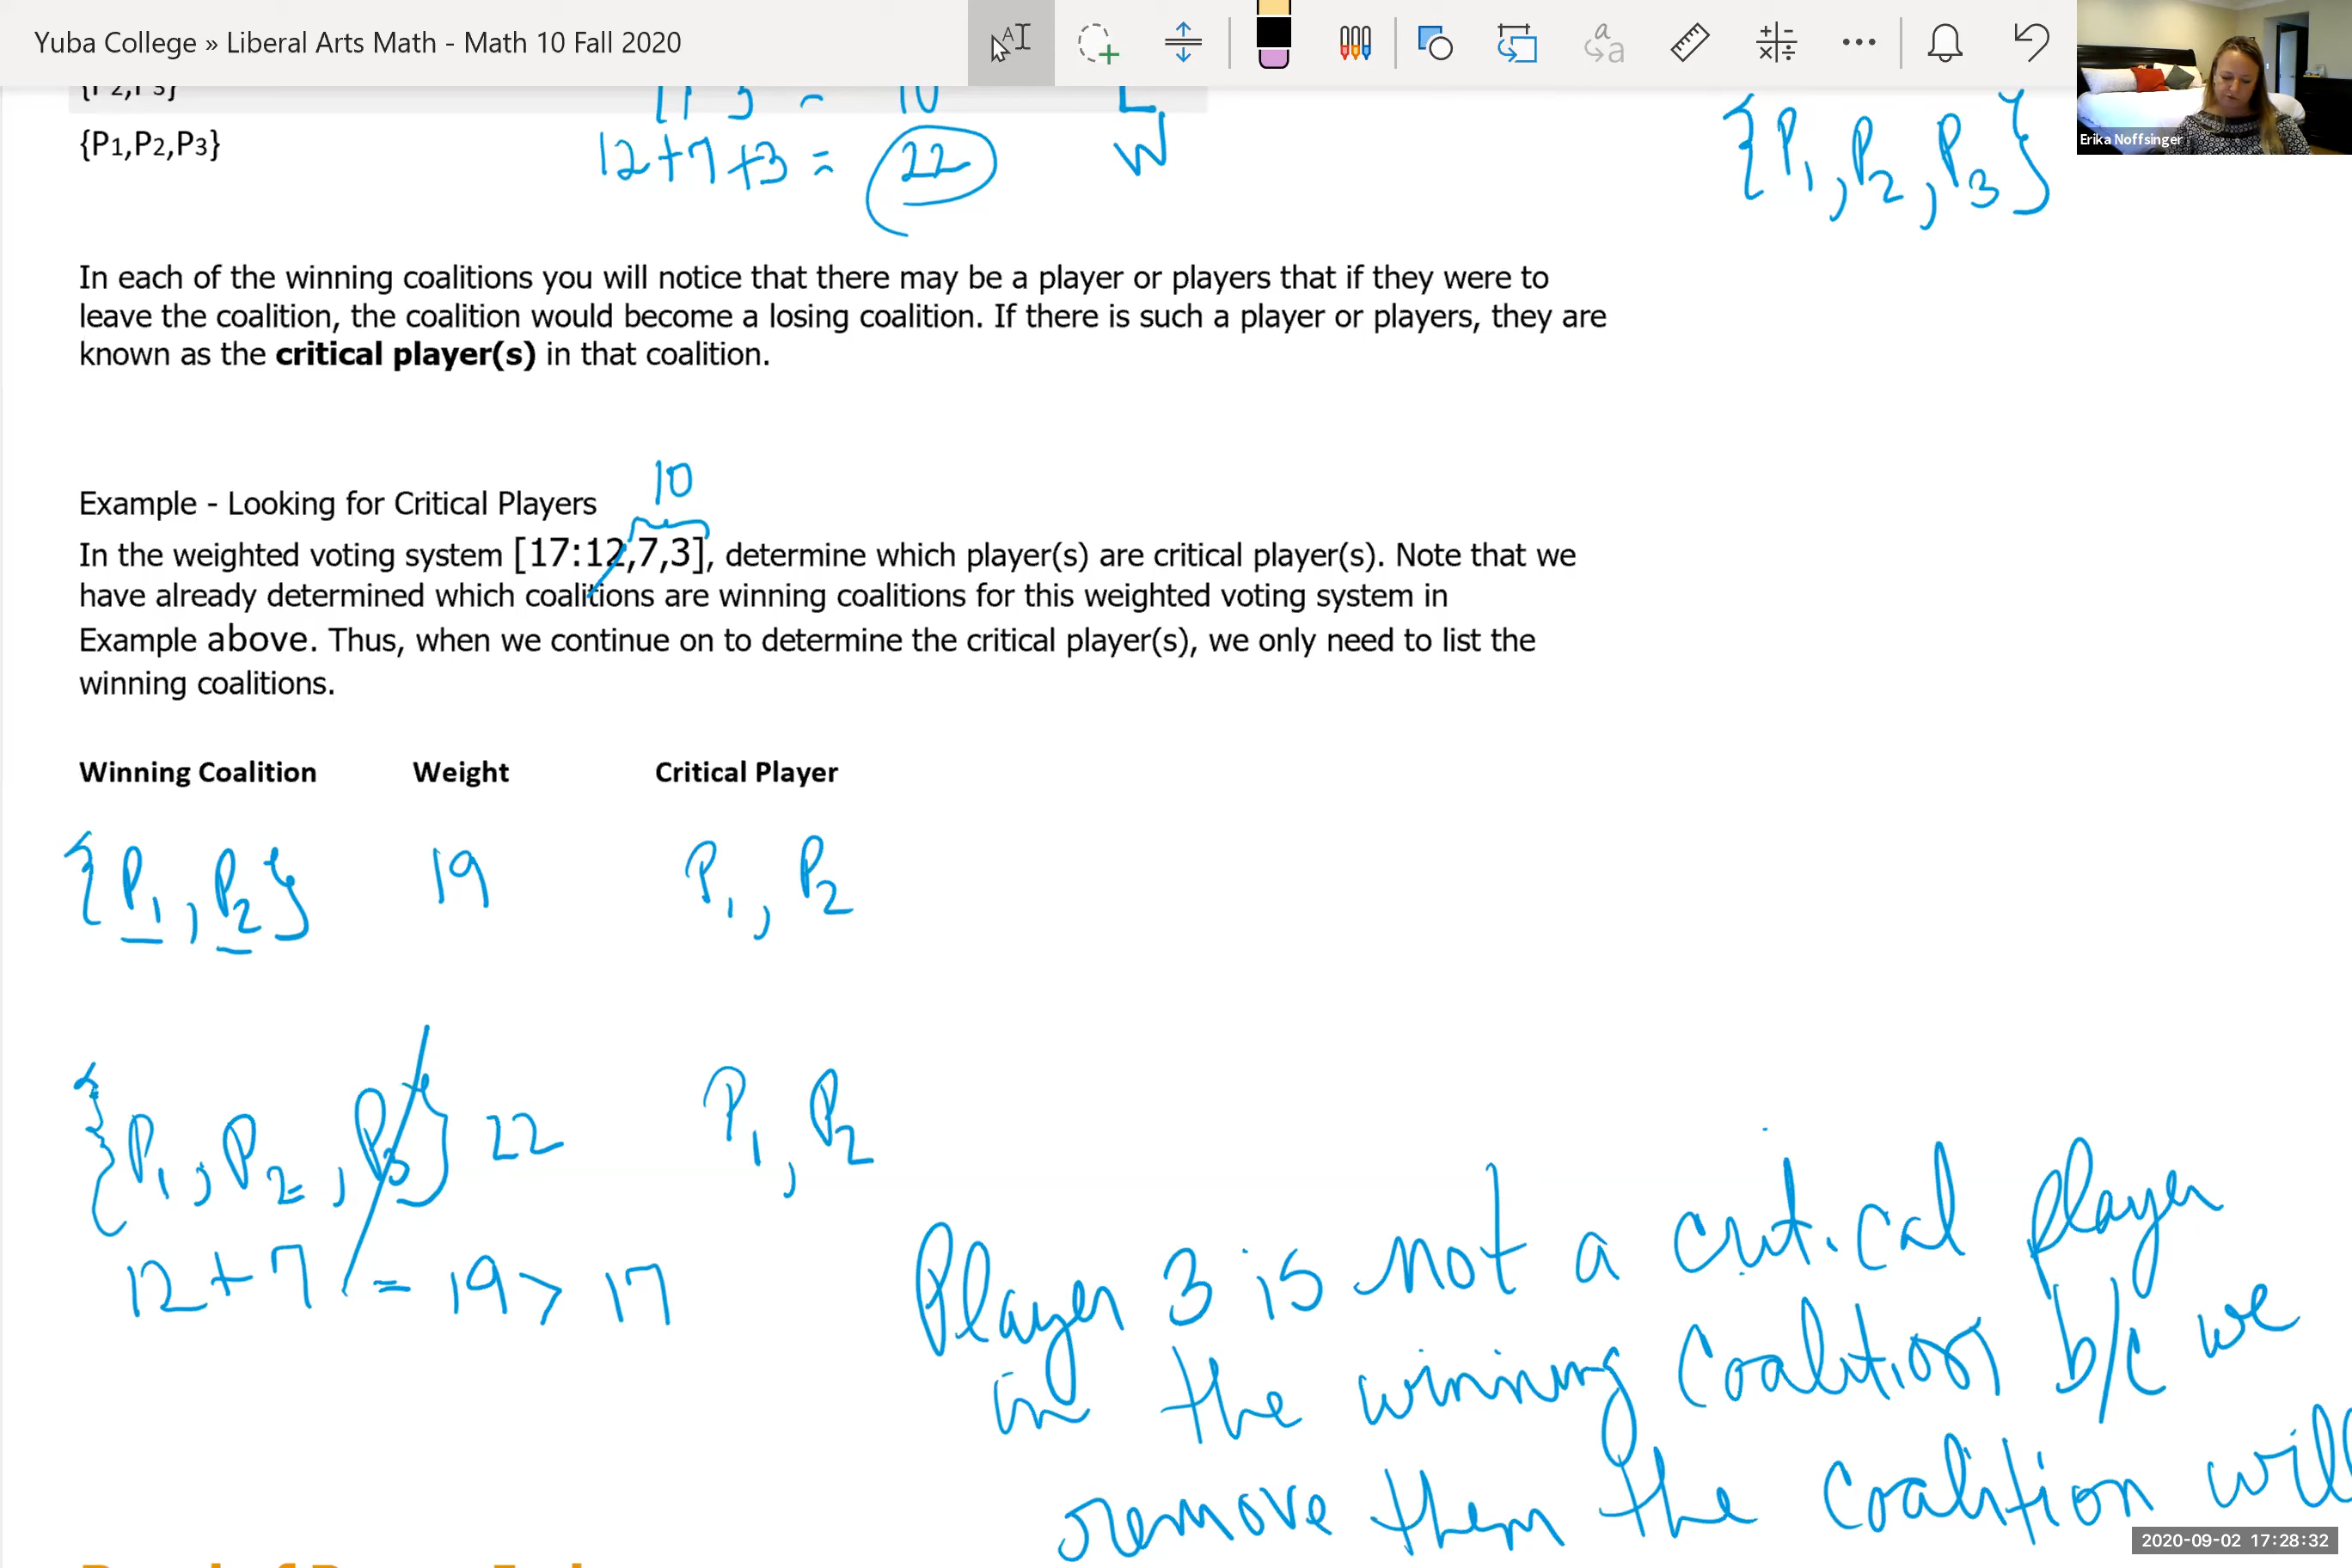 Yuba College » Liberal Arts Math - Math 10 Fall 2020
Erika Noffsinger
{P1,P2,P3}
12+7+3 = 22 W
{P1,P2,P3}
In each of the winning coalitions you will notice that there may be a player or players that if they were to
leave the coalition, the coalition would become a losing coalition. If there is such a player or players, they are
known as the critical player(s) in that coalition.
10
Example - Looking for Critical Players
In the weighted voting system [17:12,7,3], determine which player(s) are critical player(s). Note that we
have already determined which coalitions are winning coalitions for this weighted voting system in
Example above. Thus, when we continue on to determine the critical player(s), we only need to list the
winning coalitions.
Winning Coalition Weight Critical Player
{P1,P2} 19 P1, P2
{P1,P2,P3} 22 P1, P2
12+7 = 19 > 17
Player 3 is not a critical player
in the winning coalition b/c we
remove them the coalition will
2020-09-02 17:28:32